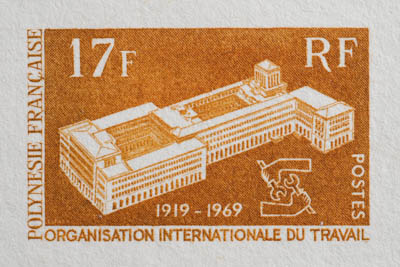 17F
RF
POLYNESIE FRANÇAISE
POSTES
1919-1969
ORGANISATION INTERNATIONALE DU TRAVAIL